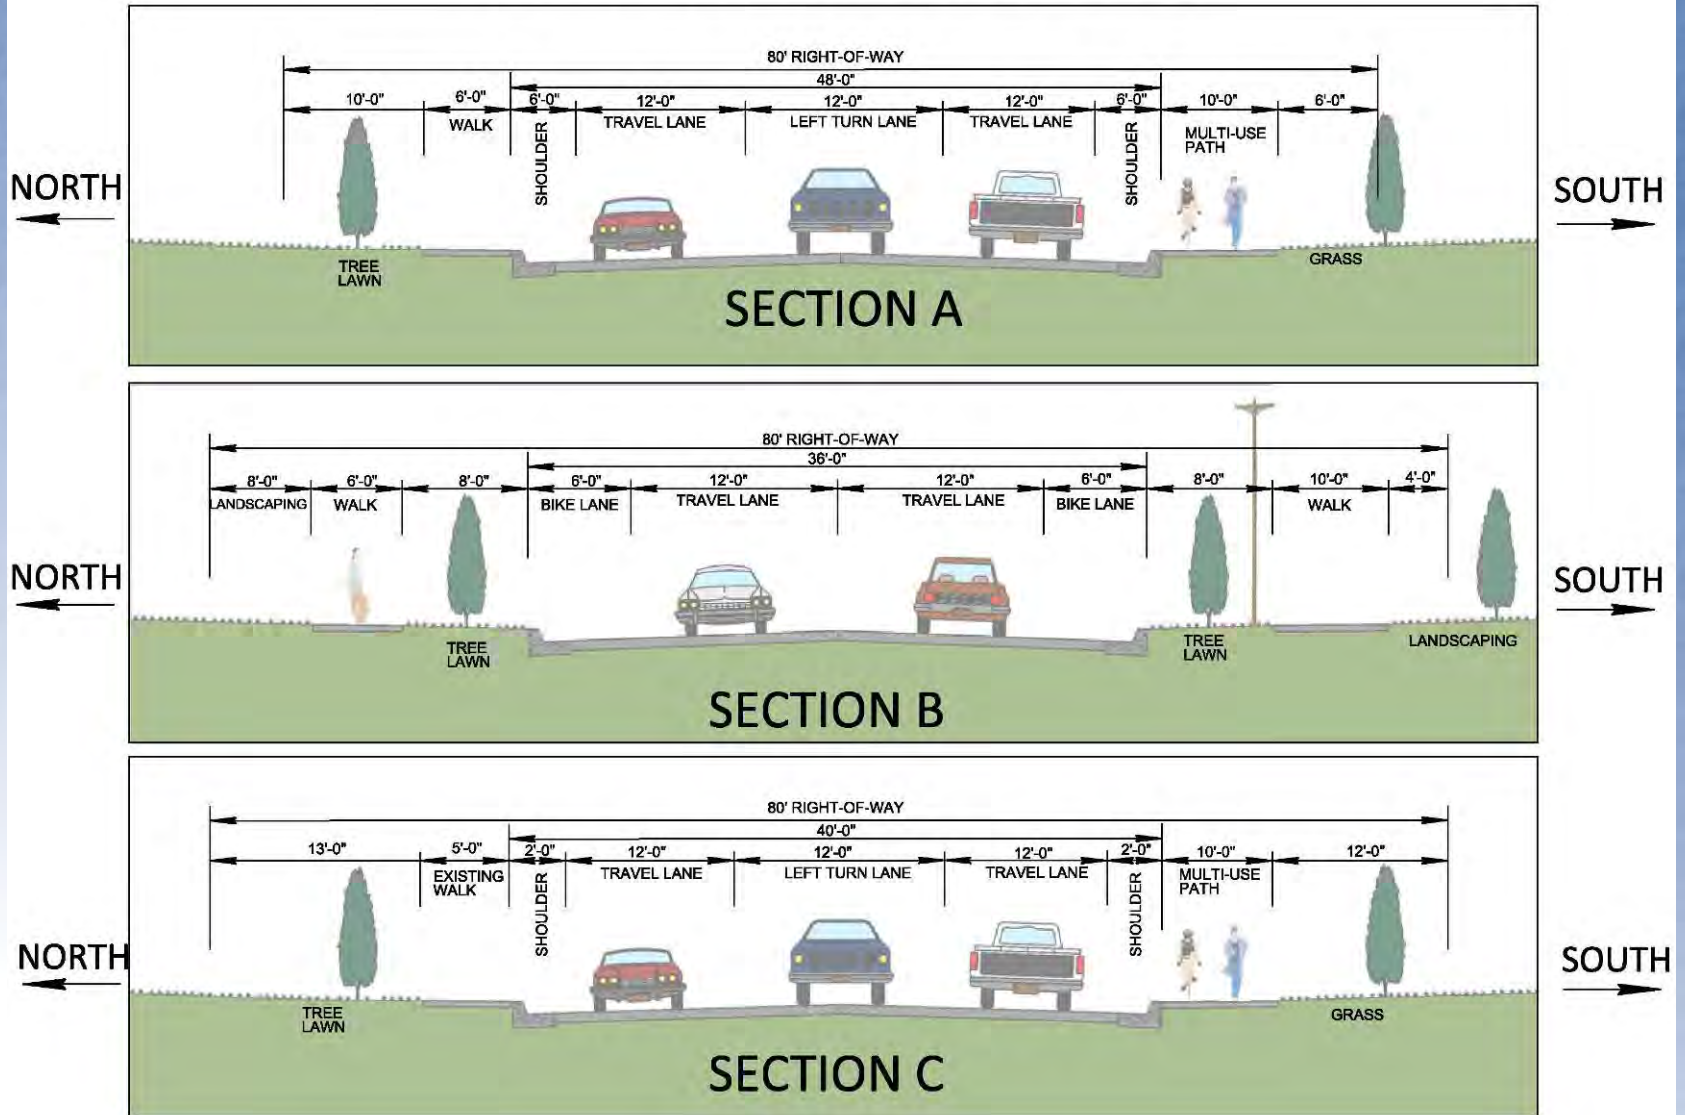 80' RIGHT-OF-WAY
48'-0"
10'-0" 6'-0" 6'-0" 12'-0" 12'-0" 12'-0" 6'-0" 10'-0" 6'-0"
WALK SHOULDER TRAVEL LANE LEFT TURN LANE TRAVEL LANE SHOULDER MULTI-USE
PATH
NORTH SOUTH
TREE
LAWN
GRASS
SECTION A
80' RIGHT-OF-WAY
36'-0"
8'-0" 6'-0" 8'-0" 6'-0" 12'-0" 12'-0" 6'-0" 8'-0" 10'-0" 4'-0"
LANDSCAPING WALK BIKE LANE TRAVEL LANE TRAVEL LANE BIKE LANE WALK
NORTH SOUTH
TREE
LAWN
TREE
LAWN
LANDSCAPING
SECTION B
80' RIGHT-OF-WAY
40'-0"
13'-0" 5'-0" 2'-0" 12'-0" 12'-0" 12'-0" 2'-0" 10'-0" 12'-0"
EXISTING
WALK
SHOULDER TRAVEL LANE LEFT TURN LANE TRAVEL LANE SHOULDER MULTI-USE
PATH
NORTH SOUTH
TREE
LAWN
GRASS
SECTION C